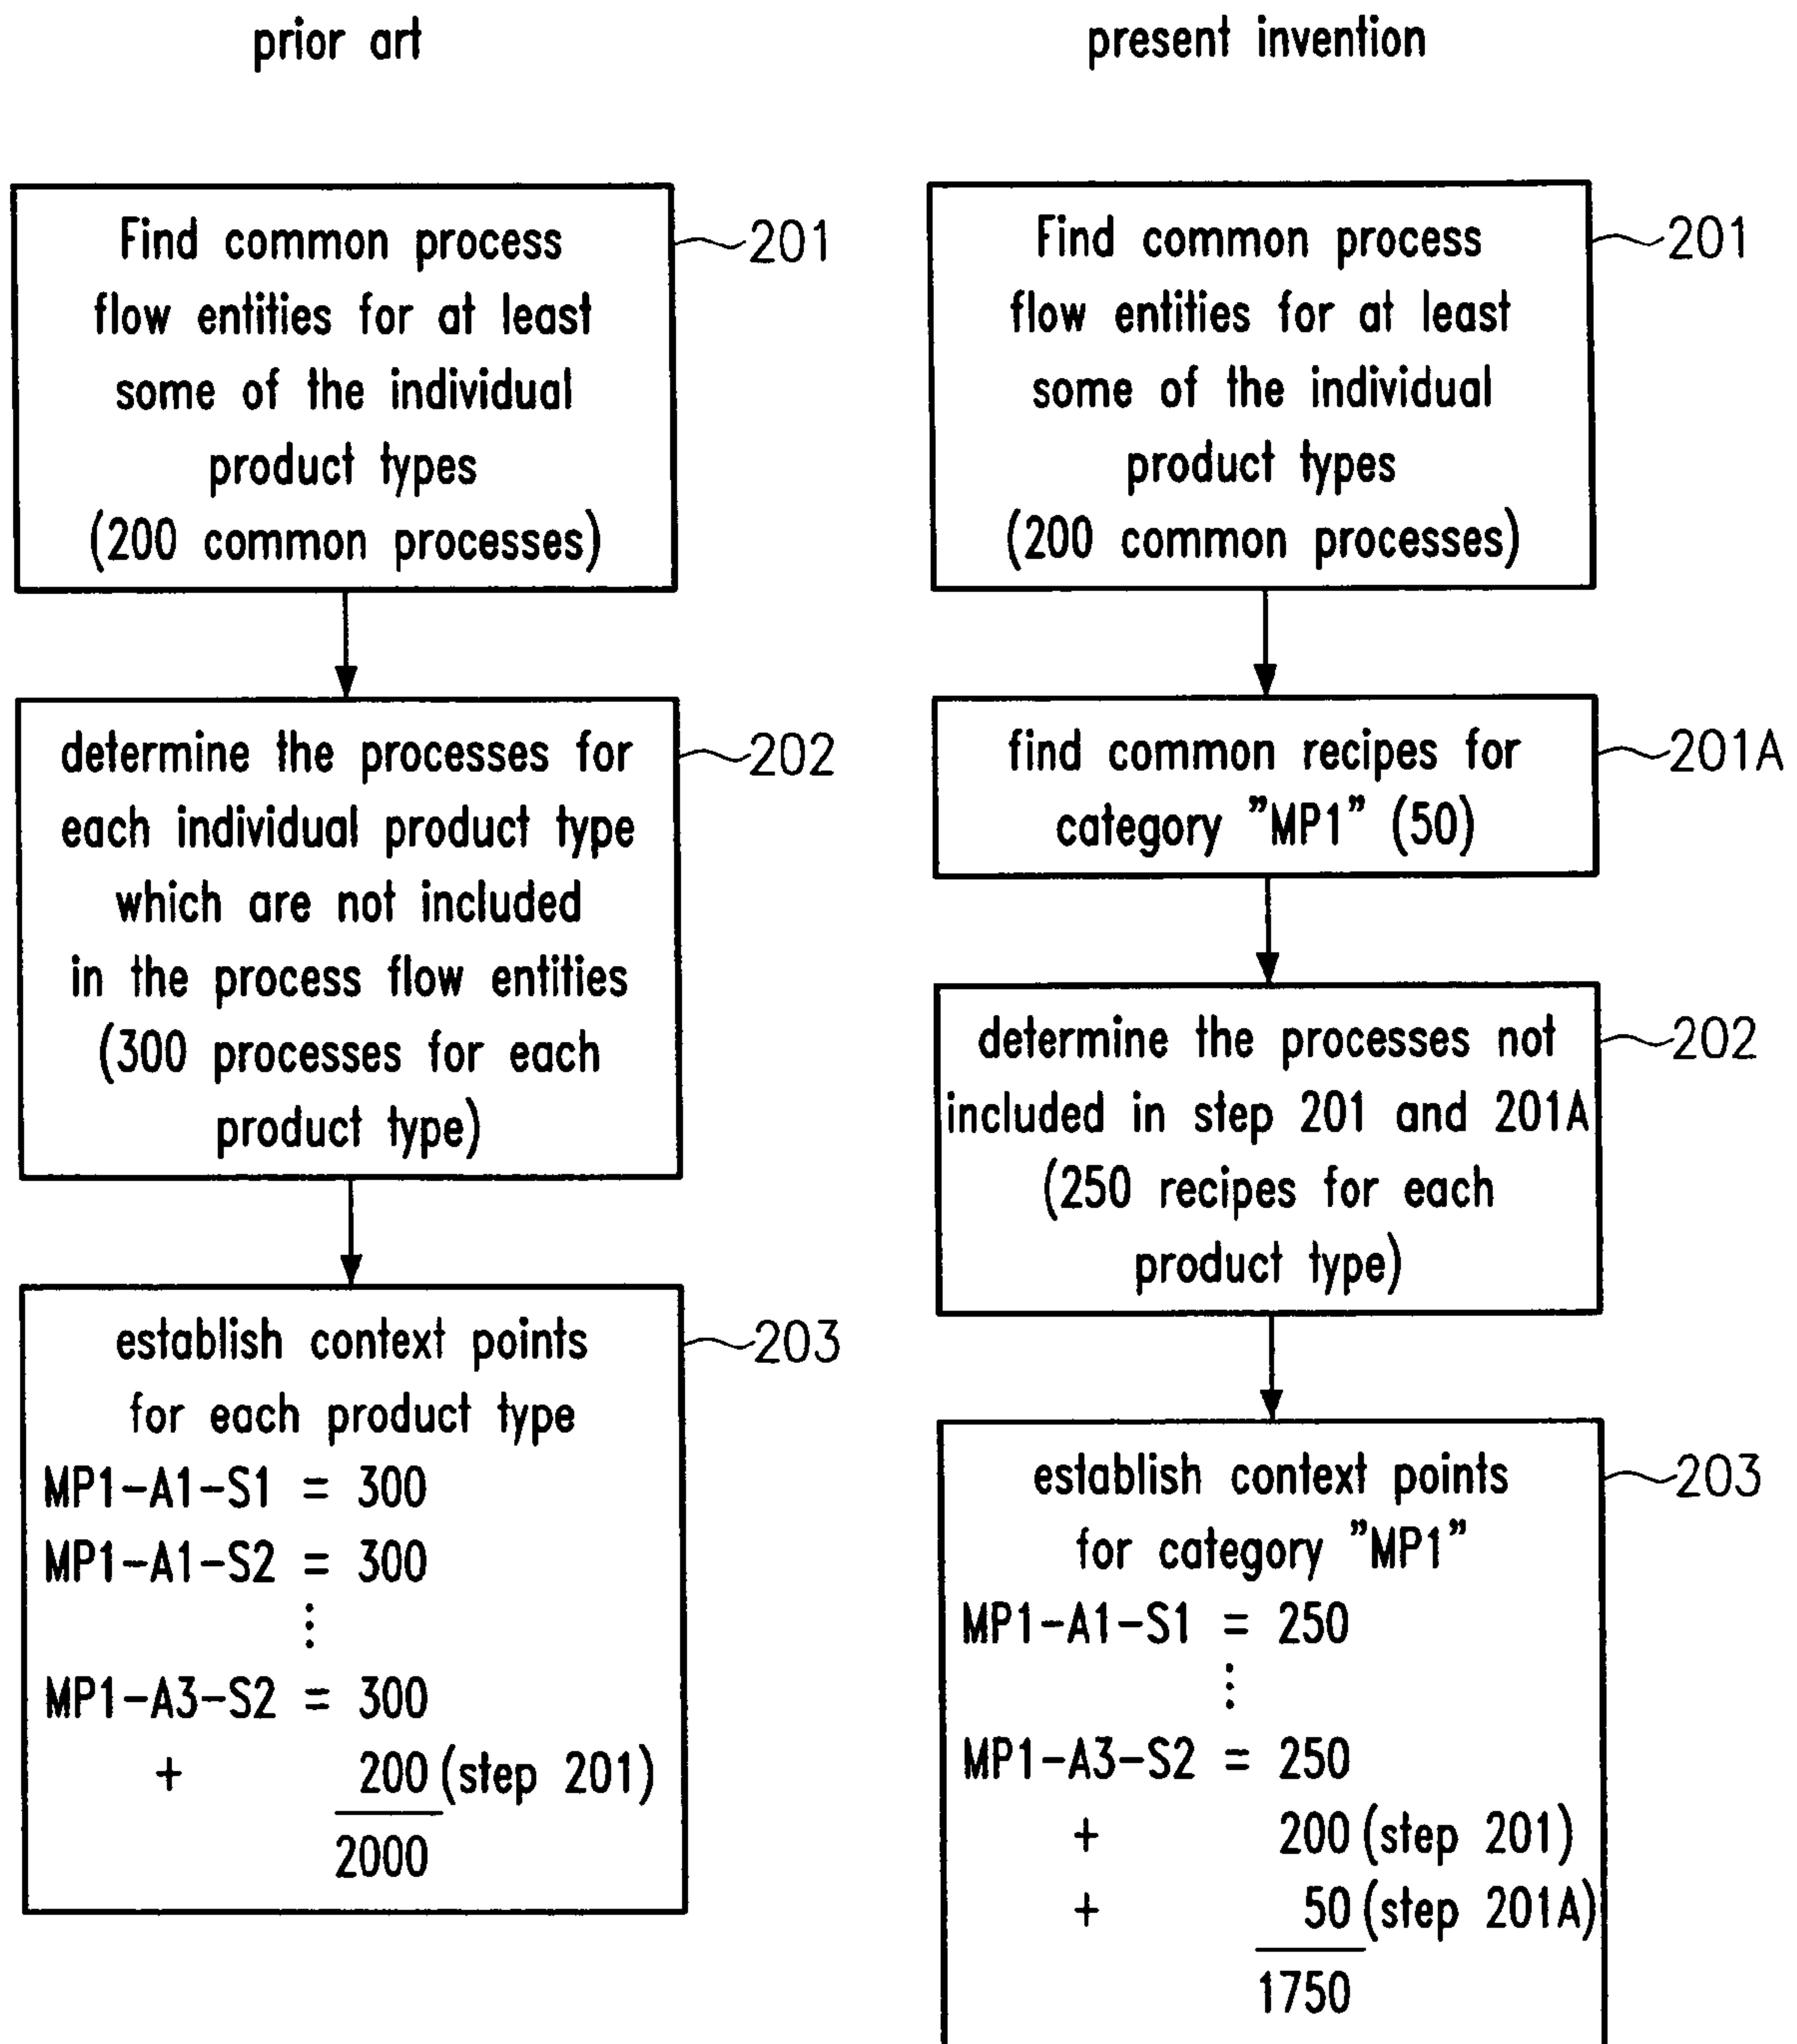 prior art
Find common process
flow entities for at least
some of the individual
product types
(200 common processes)
201
determine the processes for
each individual product type
which are not included
in the process flow entities
(300 processes for each
product type)
202
establish context points
for each product type
MP1-A1-S1 = 300
MP1-A1-S2 = 300
⋮
MP1-A3-S2 = 300
+ 200 (step 201)
2000
203
present invention
Find common process
flow entities for at least
some of the individual
product types
(200 common processes)
201
find common recipes for
category ”MP1” (50)
201A
determine the processes not
included in step 201 and 201A
(250 recipes for each
product type)
202
establish context points
for category ”MP1”
MP1-A1-S1 = 250
⋮
MP1-A3-S2 = 250
+ 200 (step 201)
+ 50 (step 201A)
1750
203